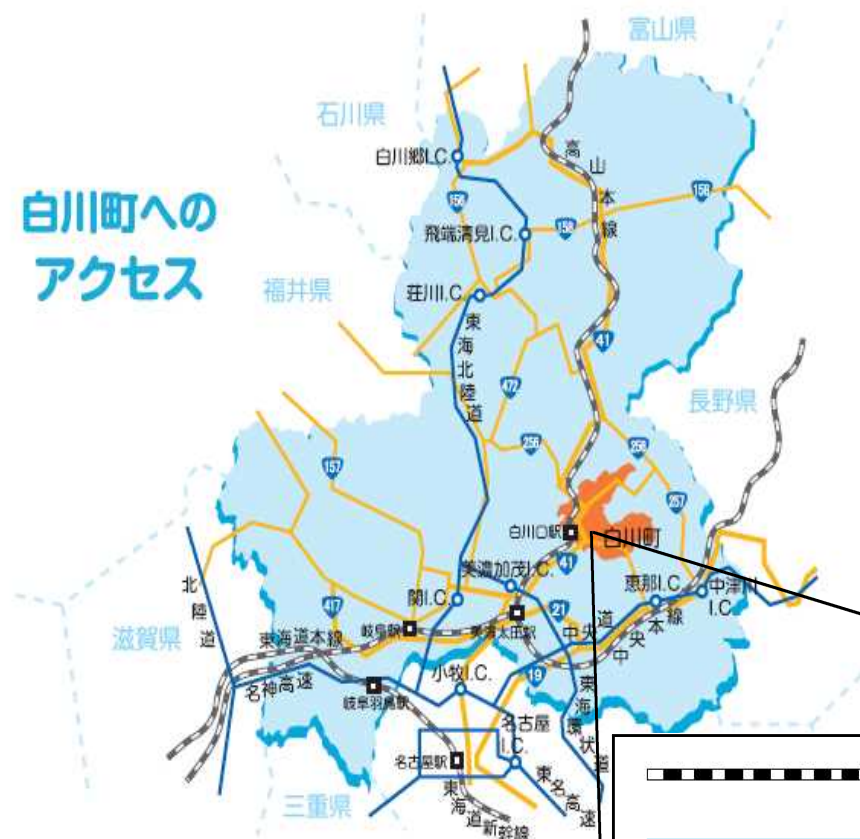 白川町への
アクセス
富山県
石川県
福井県
長野県
滋賀県
三重県
白川郷I.C.
飛騨清見I.C.
荘川I.C.
高山本線
東海北陸道
156
158
158
41
472
256
256
257
157
白川口駅
白川町
美濃加茂I.C.
41
関I.C.
恵那I.C.
中津川
I.C.
417
21
岐阜駅
美濃太田駅
中央道
中央本線
北陸道
東海道本線
名神高速
岐阜羽島駅
小牧I.C.
19
東海環状道
名古屋
I.C.
名古屋駅
東名高速
東海道新幹線